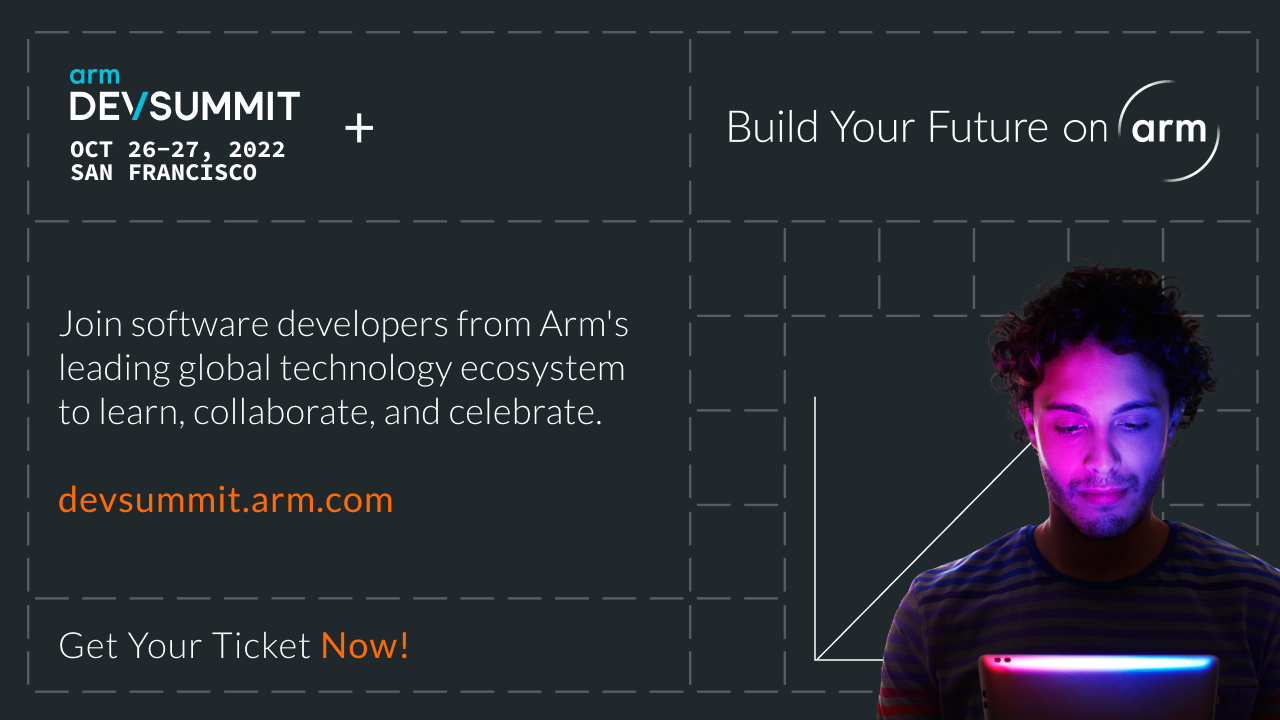 arm
DEVSUMMIT
OCT 26-27, 2022
SAN FRANCISCO
+
Build Your Future on arm
Join software developers from Arm's
leading global technology ecosystem
to learn, collaborate, and celebrate.
devsummit.arm.com
Get Your Ticket Now!